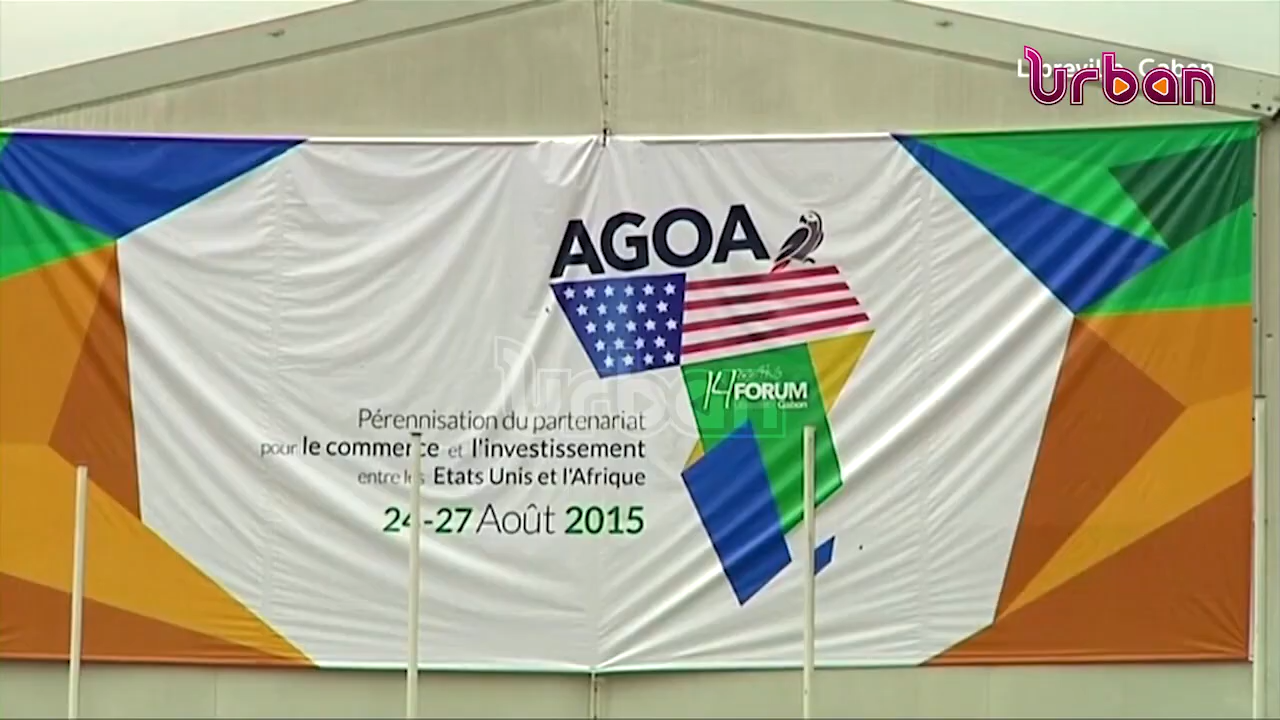 Libreville, Gabon
urban
AGOA
14
FORUM
Gabon
urban
Pérennisation du partenariat
pour le commerce et l'investissement
entre les Etats Unis et l'Afrique
24-27 Août 2015